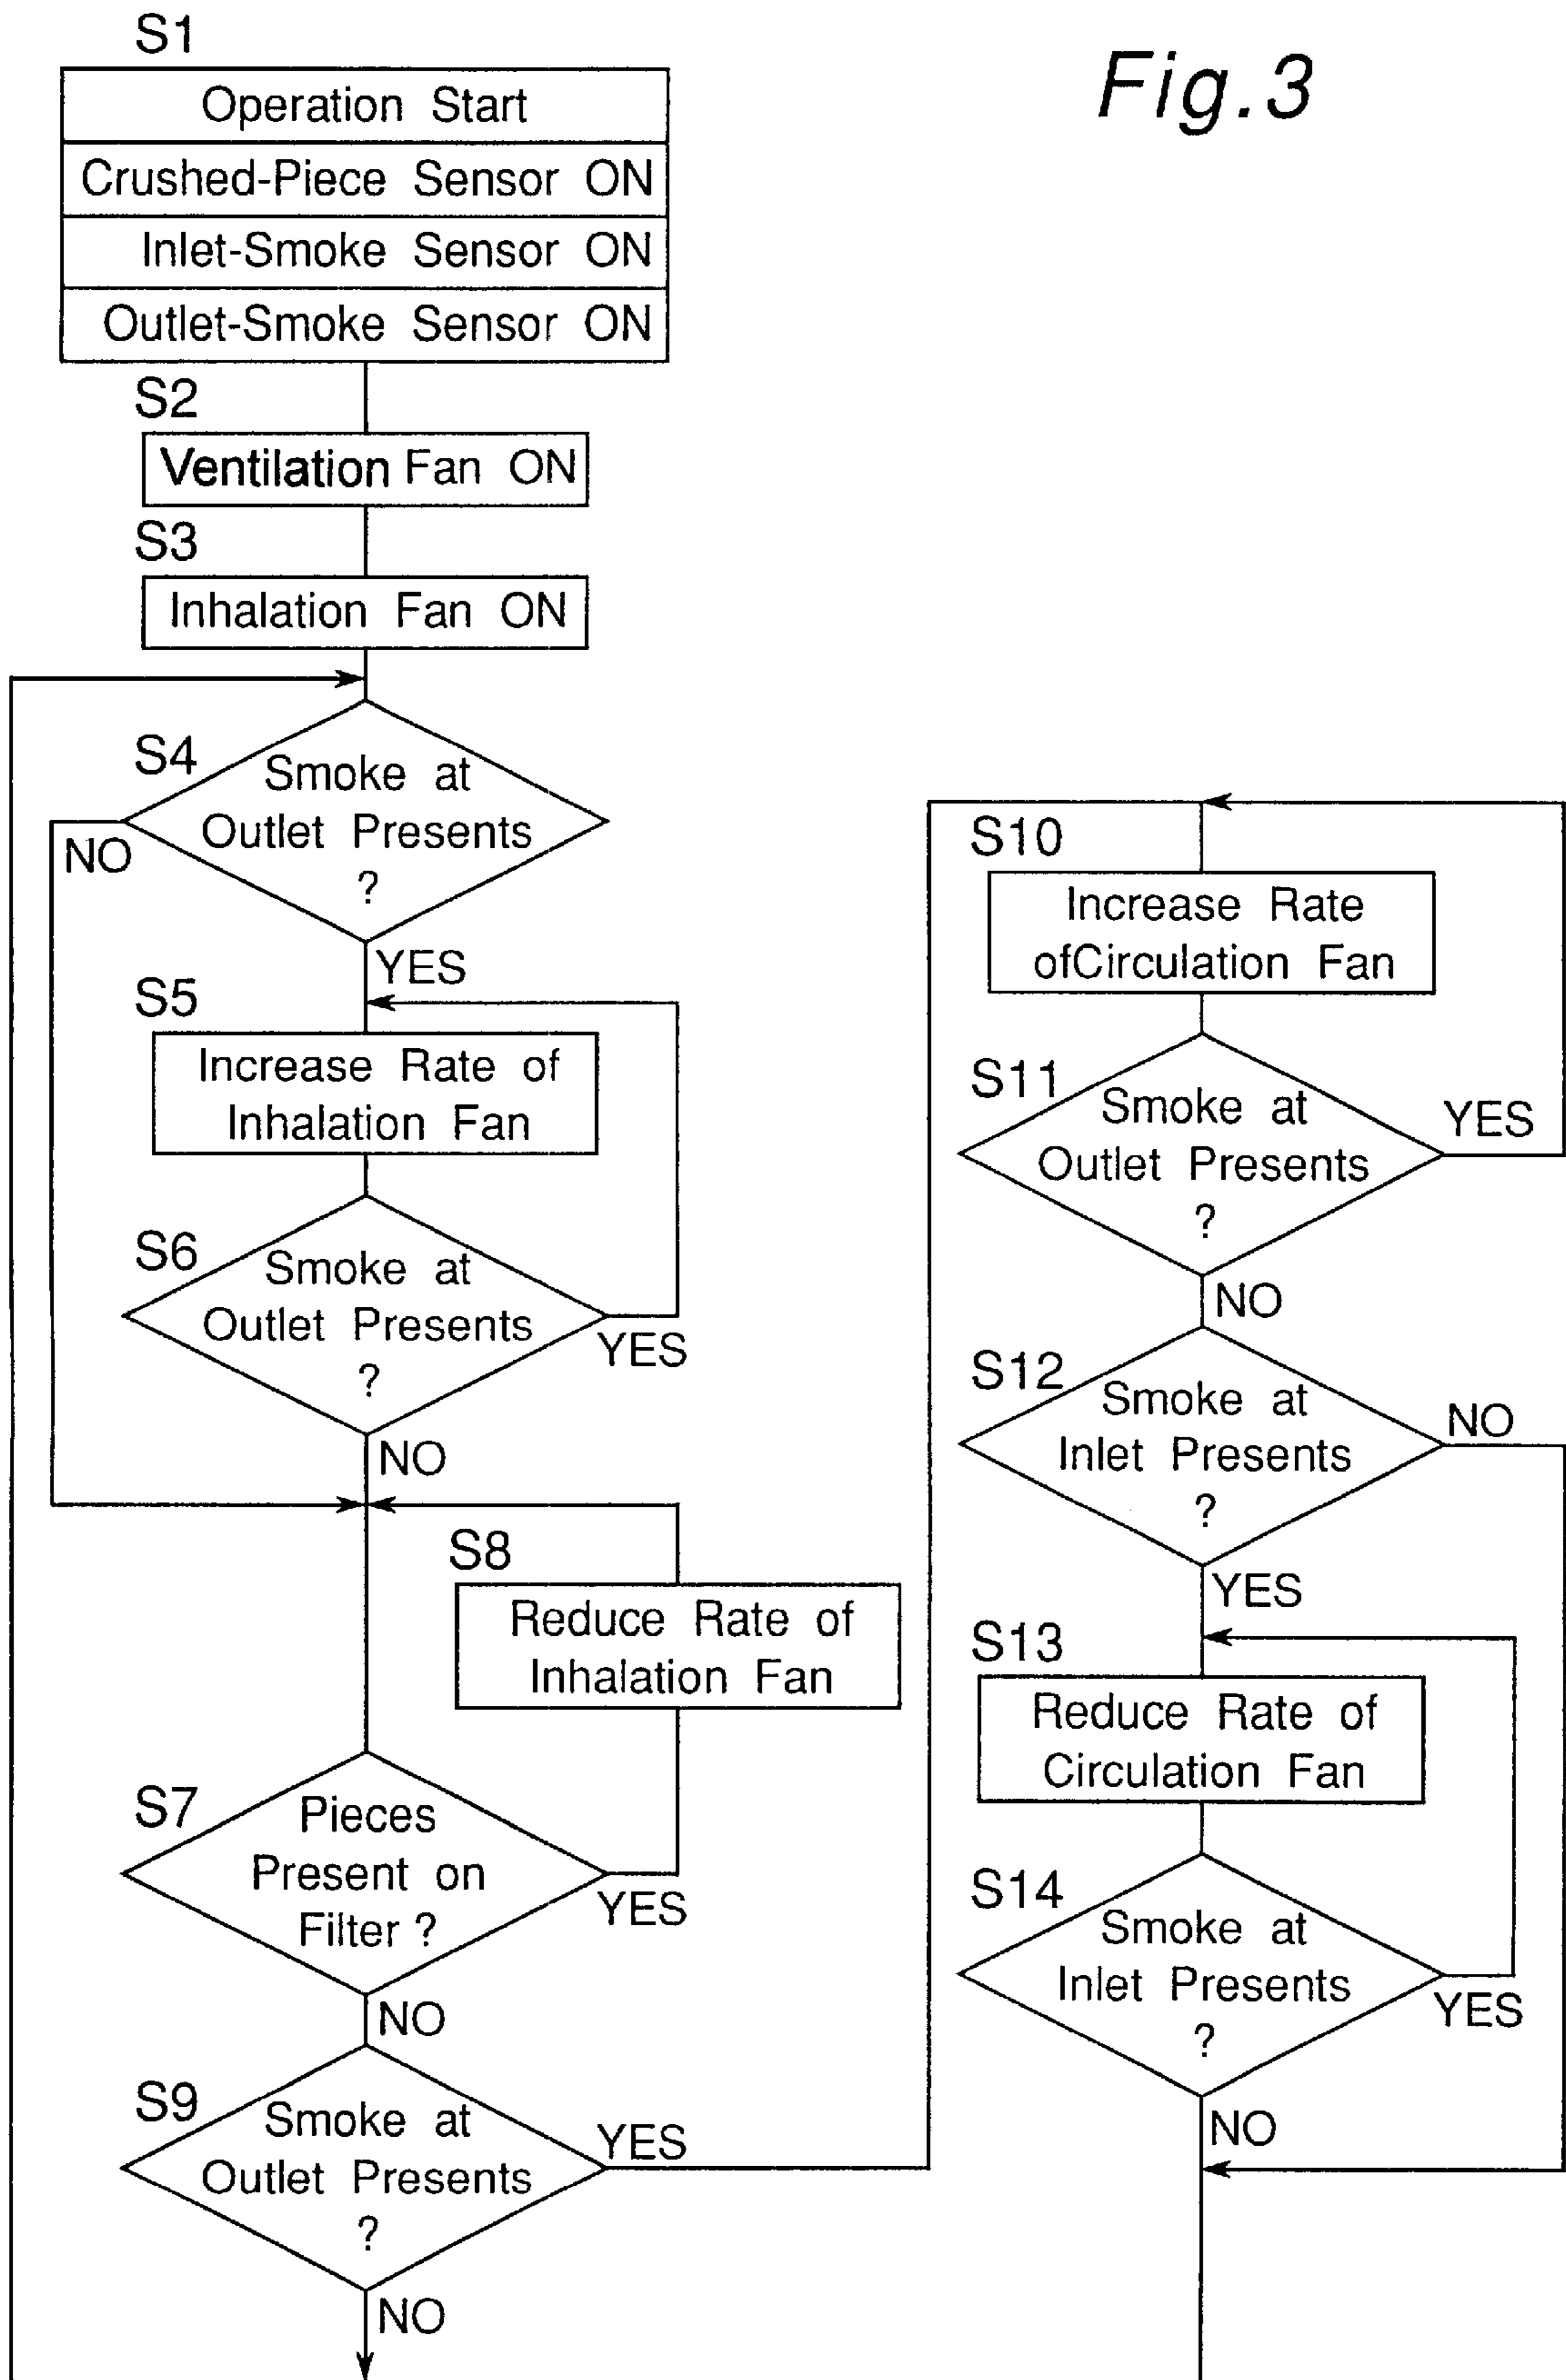 Fig.3
S1
Operation Start
Crushed-Piece Sensor ON
Inlet-Smoke Sensor ON
Outlet-Smoke Sensor ON
S2
Ventilation Fan ON
S3
Inhalation Fan ON
S4
Smoke at
Outlet Presents
?
NO
YES
S5
Increase Rate of
Inhalation Fan
S6
Smoke at
Outlet Presents
?
YES
NO
S8
Reduce Rate of
Inhalation Fan
S7
Pieces
Present on
Filter ?
YES
NO
S9
Smoke at
Outlet Presents
?
YES
NO
S10
Increase Rate
ofCirculation Fan
S11
Smoke at
Outlet Presents
?
YES
NO
S12
Smoke at
Inlet Presents
?
NO
YES
S13
Reduce Rate of
Circulation Fan
S14
Smoke at
Inlet Presents
?
YES
NO